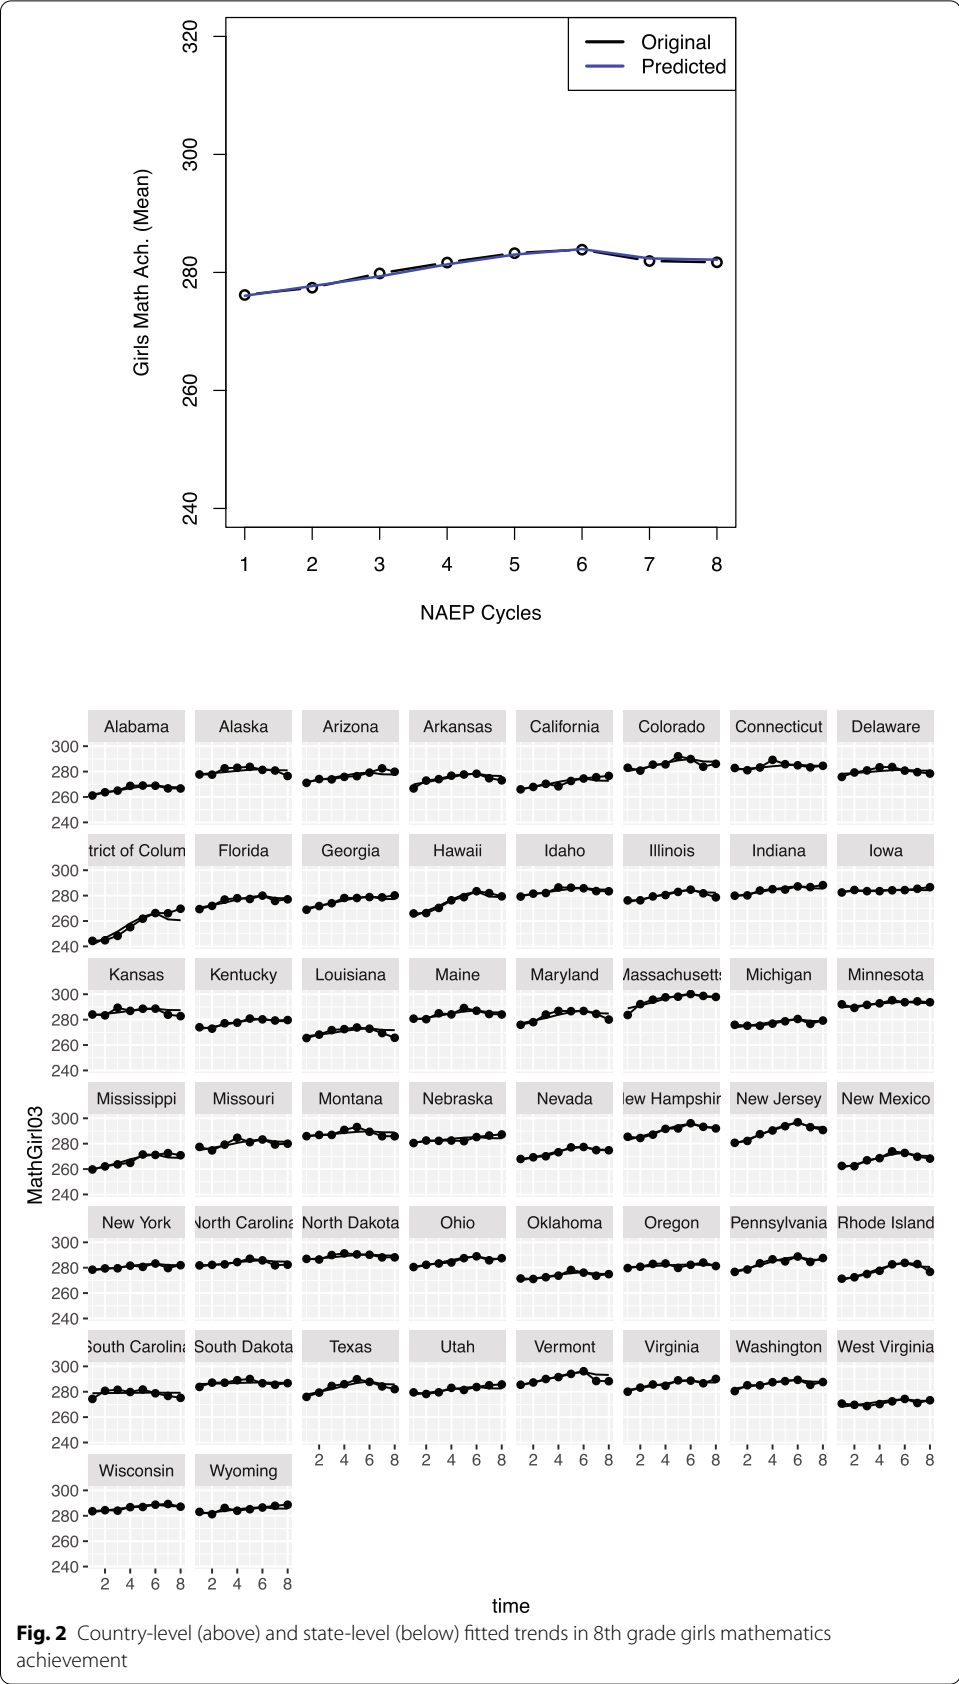 320
300
280
260
240
Girls Math Ach. (Mean)
Original
Predicted
1 2 3 4 5 6 7 8
NAEP Cycles
Alabama Alaska Arizona Arkansas California Colorado Connecticut Delaware
300
280
260
240
trict of Colum Florida Georgia Hawaii Idaho Illinois Indiana Iowa
300
280
260
240
Kansas Kentucky Louisiana Maine Maryland Massachusetts Michigan Minnesota
300
280
260
240
Mississippi Missouri Montana Nebraska Nevada lew Hampshir New Jersey New Mexico
300
280
260
240
MathGirl03
New York North Carolina North Dakota Ohio Oklahoma Oregon Pennsylvania Rhode Island
300
280
260
240
South Carolina South Dakota Texas Utah Vermont Virginia Washington West Virginia
300
280
260
240
2 4 6 8 2 4 6 8 2 4 6 8 2 4 6 8 2 4 6 8 2 4 6 8
Wisconsin Wyoming
300
280
260
240
2 4 6 8 2 4 6 8
time
Fig. 2 Country-level (above) and state-level (below) fitted trends in 8th grade girls mathematics
achievement